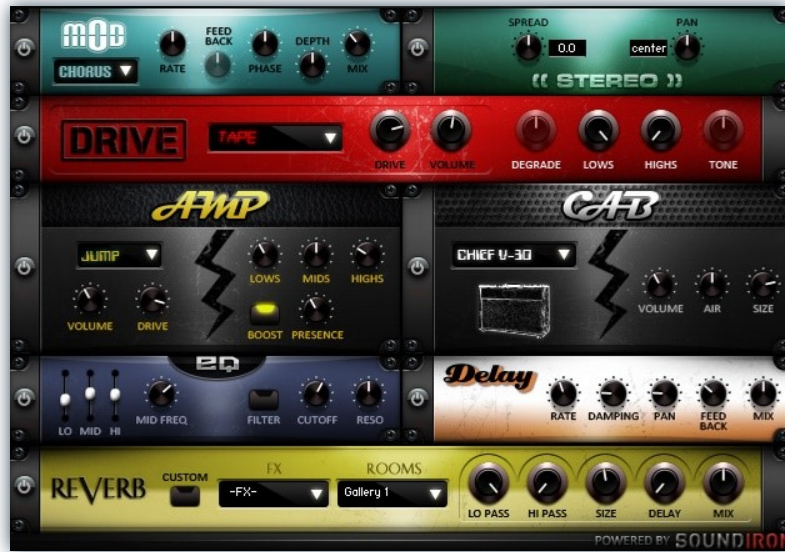 MOD
CHORUS
RATE
FEED BACK
PHASE
DEPTH
MIX
SPREAD
0.0
center
PAN
(( STEREO ))
DRIVE
TAPE
DRIVE
VOLUME
DEGRADE
LOWS
HIGHS
TONE
AMP
JUMP
VOLUME
DRIVE
LOWS
MIDS
HIGHS
BOOST
PRESENCE
CAB
CHIEF V-30
VOLUME
AIR
SIZE
EQ
LO MID HI
MID FREQ
FILTER
CUTOFF
RESO
Delay
RATE
DAMPING
PAN
FEED BACK
MIX
REVERB
CUSTOM
FX
-FX-
ROOMS
Gallery 1
LO PASS
HI PASS
SIZE
DELAY
MIX
POWERED BY SOUNDIRON